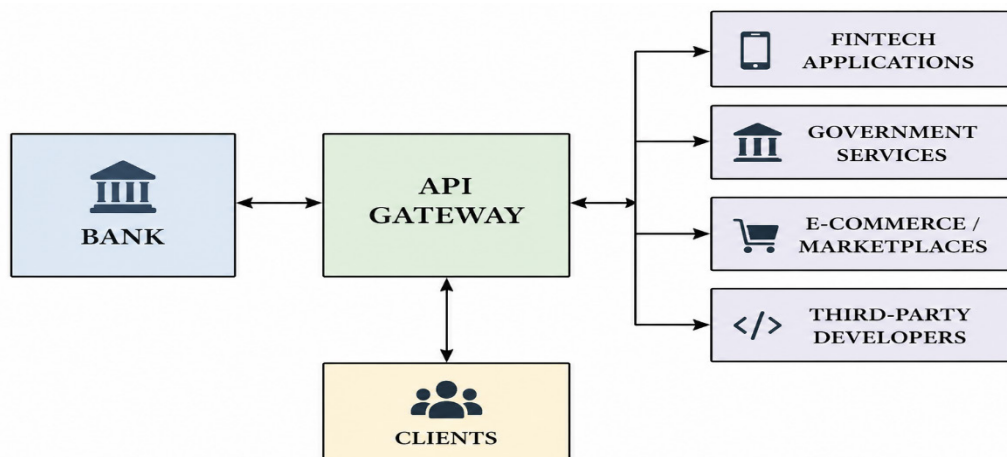 BANK
API
GATEWAY
CLIENTS
FINTECH
APPLICATIONS
GOVERNMENT
SERVICES
E-COMMERCE /
MARKETPLACES
</>
THIRD-PARTY
DEVELOPERS